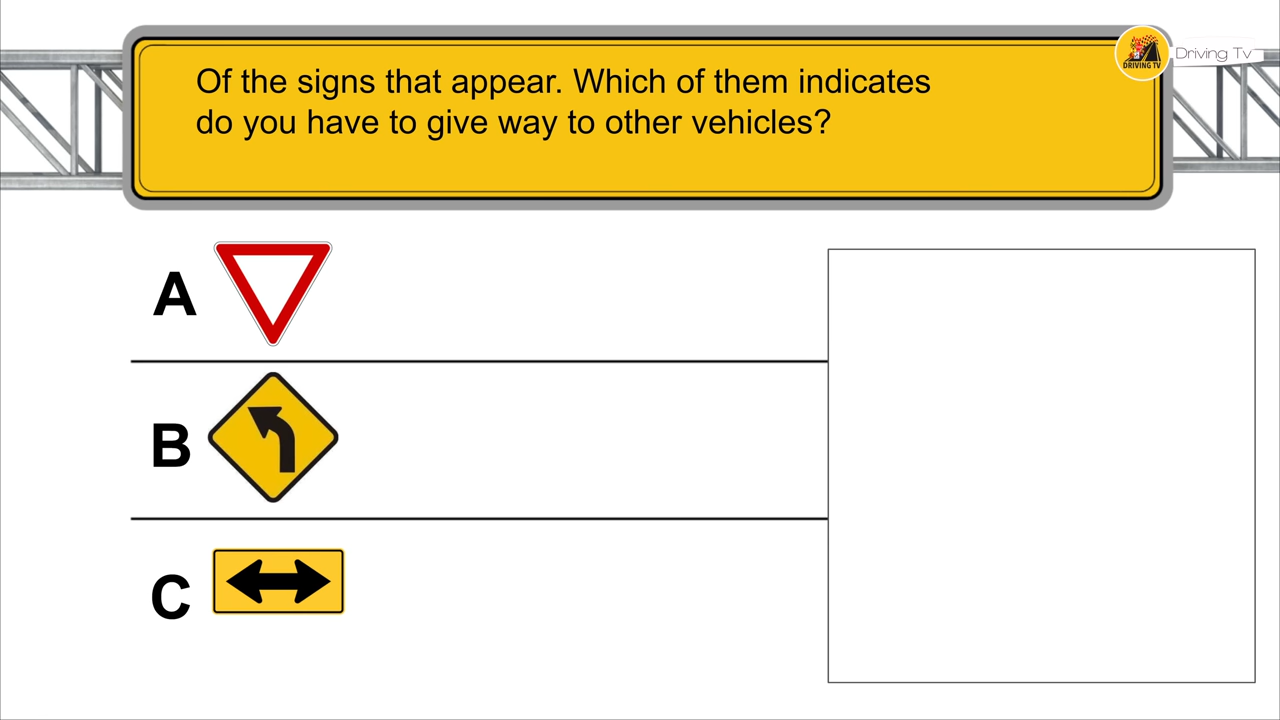 Of the signs that appear. Which of them indicates
do you have to give way to other vehicles?
DRIVING TV
Driving Tv
A
B
C